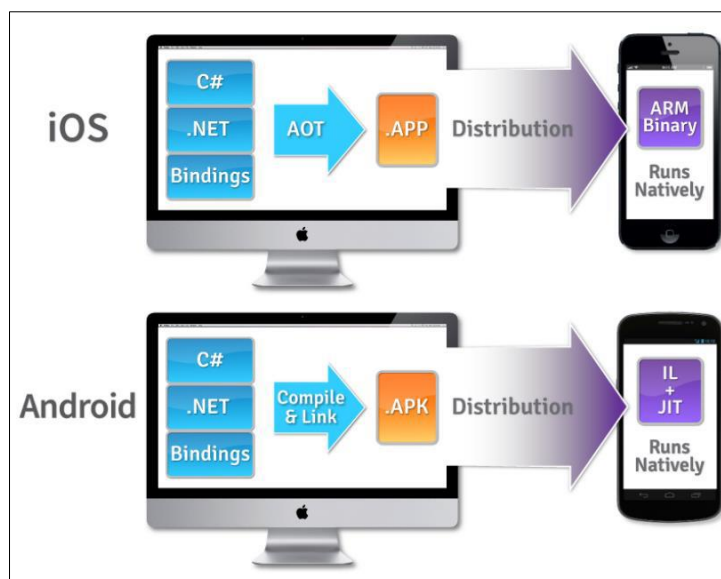 iOS
C#
.NET
Bindings
AOT
.APP
Distribution
ARM
Binary
Runs
Natively
Android
C#
.NET
Bindings
Compile
& Link
.APK
Distribution
IL
+
JIT
Runs
Natively